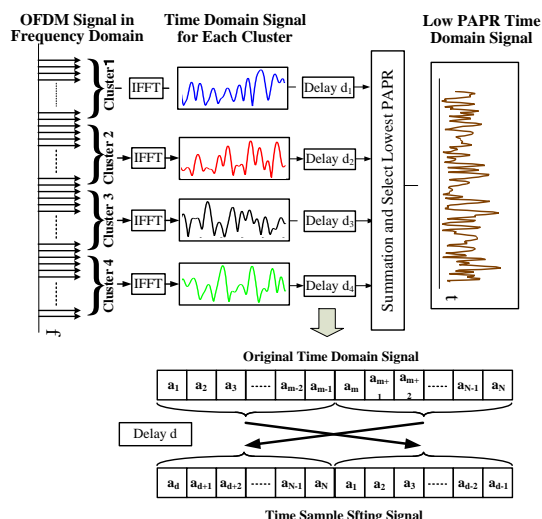 OFDM Signal in
Frequency Domain
Time Domain Signal
for Each Cluster
Low PAPR Time
Domain Signal
Cluster 1
IFFT
Delay d1
Cluster 2
IFFT
Delay d2
Cluster 3
IFFT
Delay d3
Cluster 4
IFFT
Delay d4
Summation and Select Lowest PAPR
f
t
Original Time Domain Signal
a1 a2 a3 ----- am-2 am-1 am am+1 am+2 ----- aN-1 aN
Delay d
ad ad+1 ad+2 ----- aN-1 aN a1 a2 a3 ----- ad-2 ad-1
Time Sample Sfting Signal